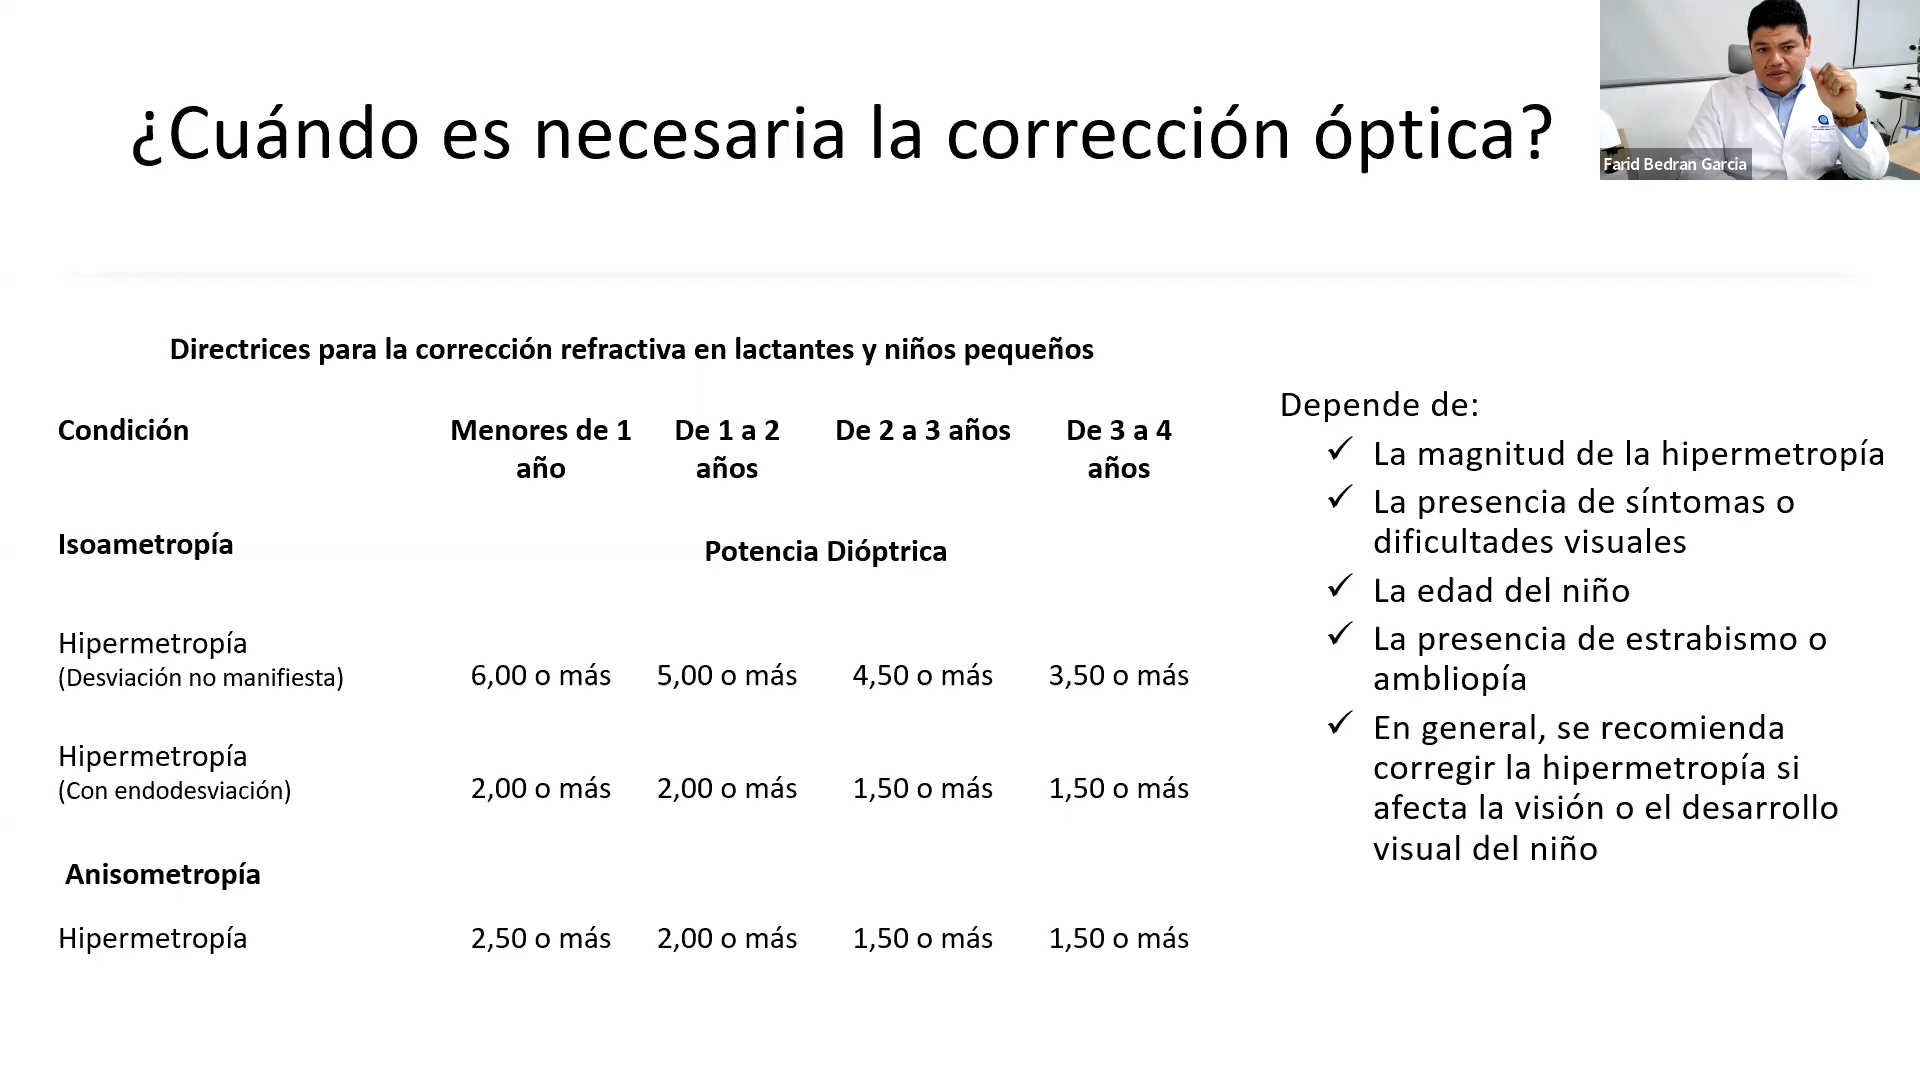 ¿Cuándo es necesaria la corrección óptica?
Farid Bedran Garcia
Directrices para la corrección refractiva en lactantes y niños pequeños
Condición Menores de 1 año De 1 a 2 años De 2 a 3 años De 3 a 4 años
Isoametropía Potencia Dióptrica
Hipermetropía
(Desviación no manifiesta) 6,00 o más 5,00 o más 4,50 o más 3,50 o más
Hipermetropía
(Con endodesviación) 2,00 o más 2,00 o más 1,50 o más 1,50 o más
Anisometropía
Hipermetropía 2,50 o más 2,00 o más 1,50 o más 1,50 o más
Depende de:
✓ La magnitud de la hipermetropía
✓ La presencia de síntomas o
dificultades visuales
✓ La edad del niño
✓ La presencia de estrabismo o
ambliopía
✓ En general, se recomienda
corregir la hipermetropía si
afecta la visión o el desarrollo
visual del niño